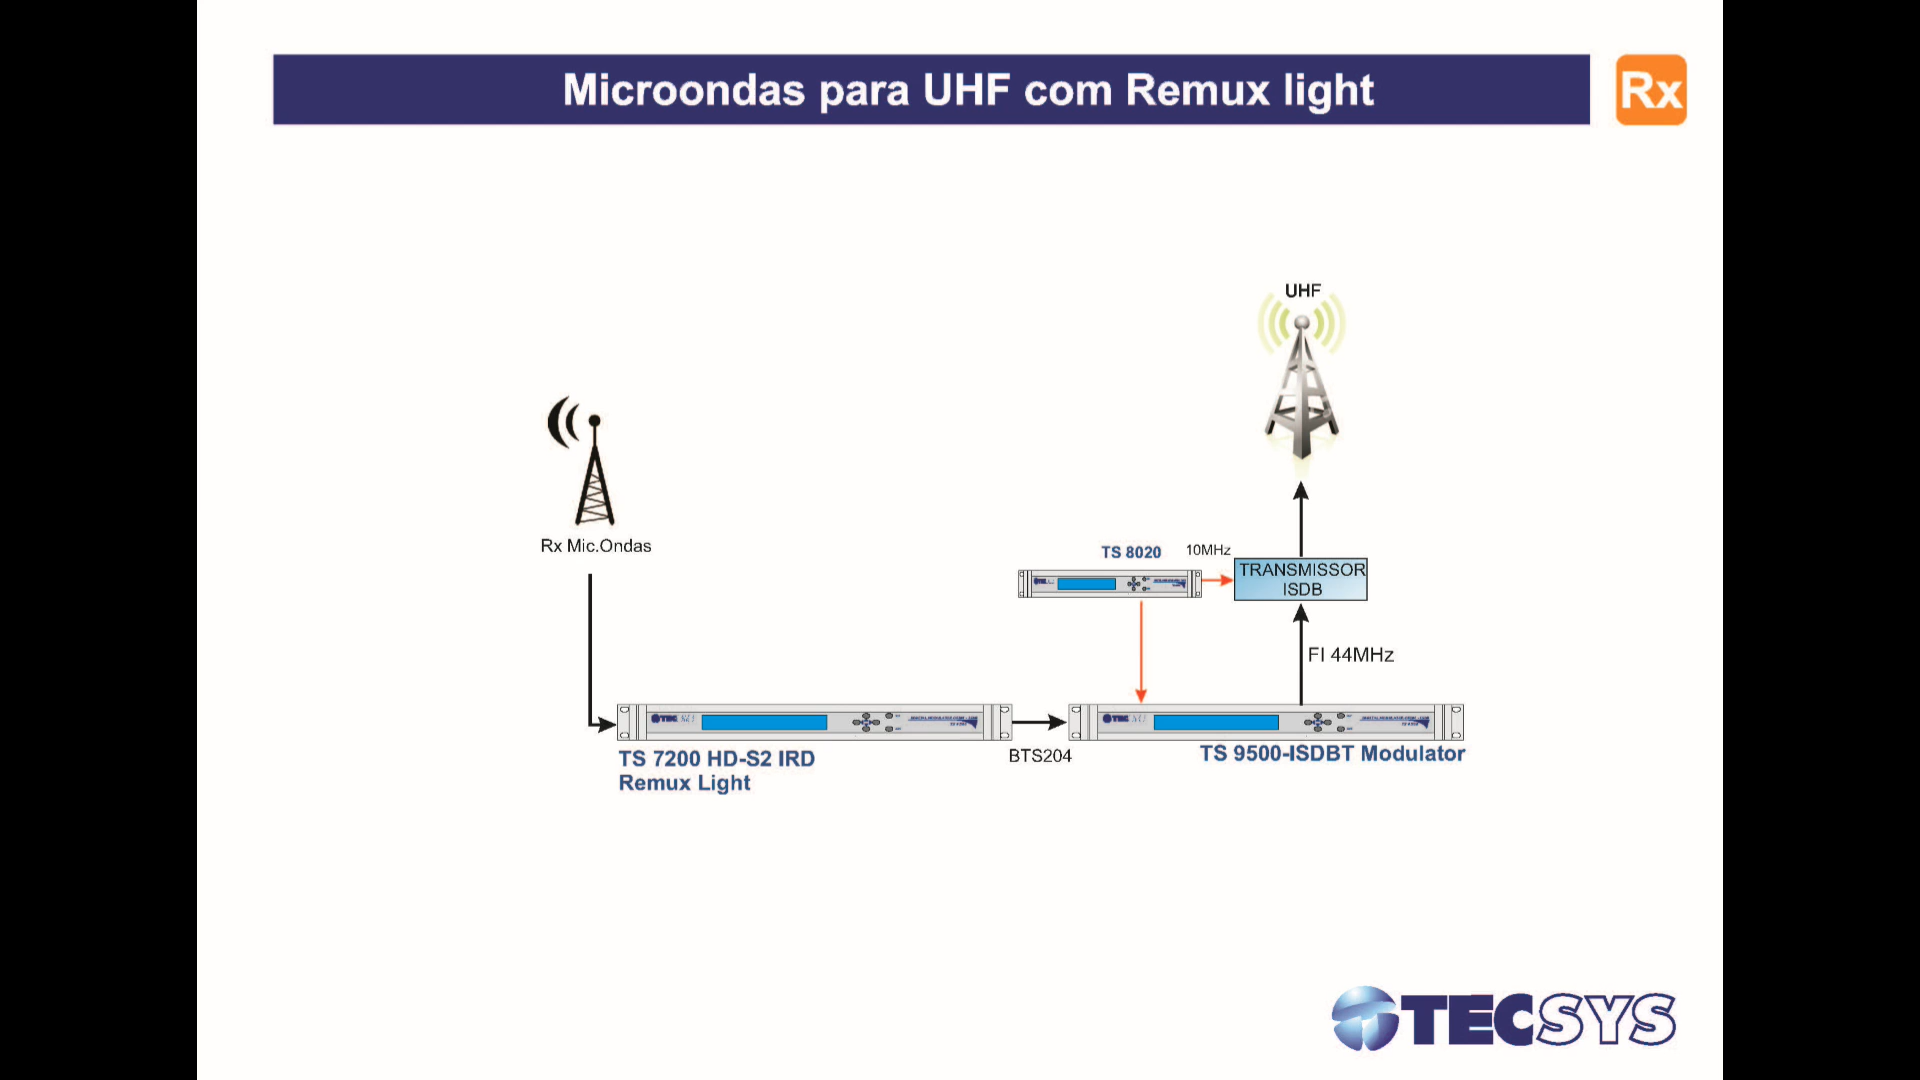 Microondas para UHF com Remux light
Rx
UHF
Rx Mic.Ondas
TS 8020
10MHz
TRANSMISSOR
ISDB
FI 44MHz
TS 7200 HD-S2 IRD
Remux Light
BTS204
TS 9500-ISDBT Modulator
TECSYS